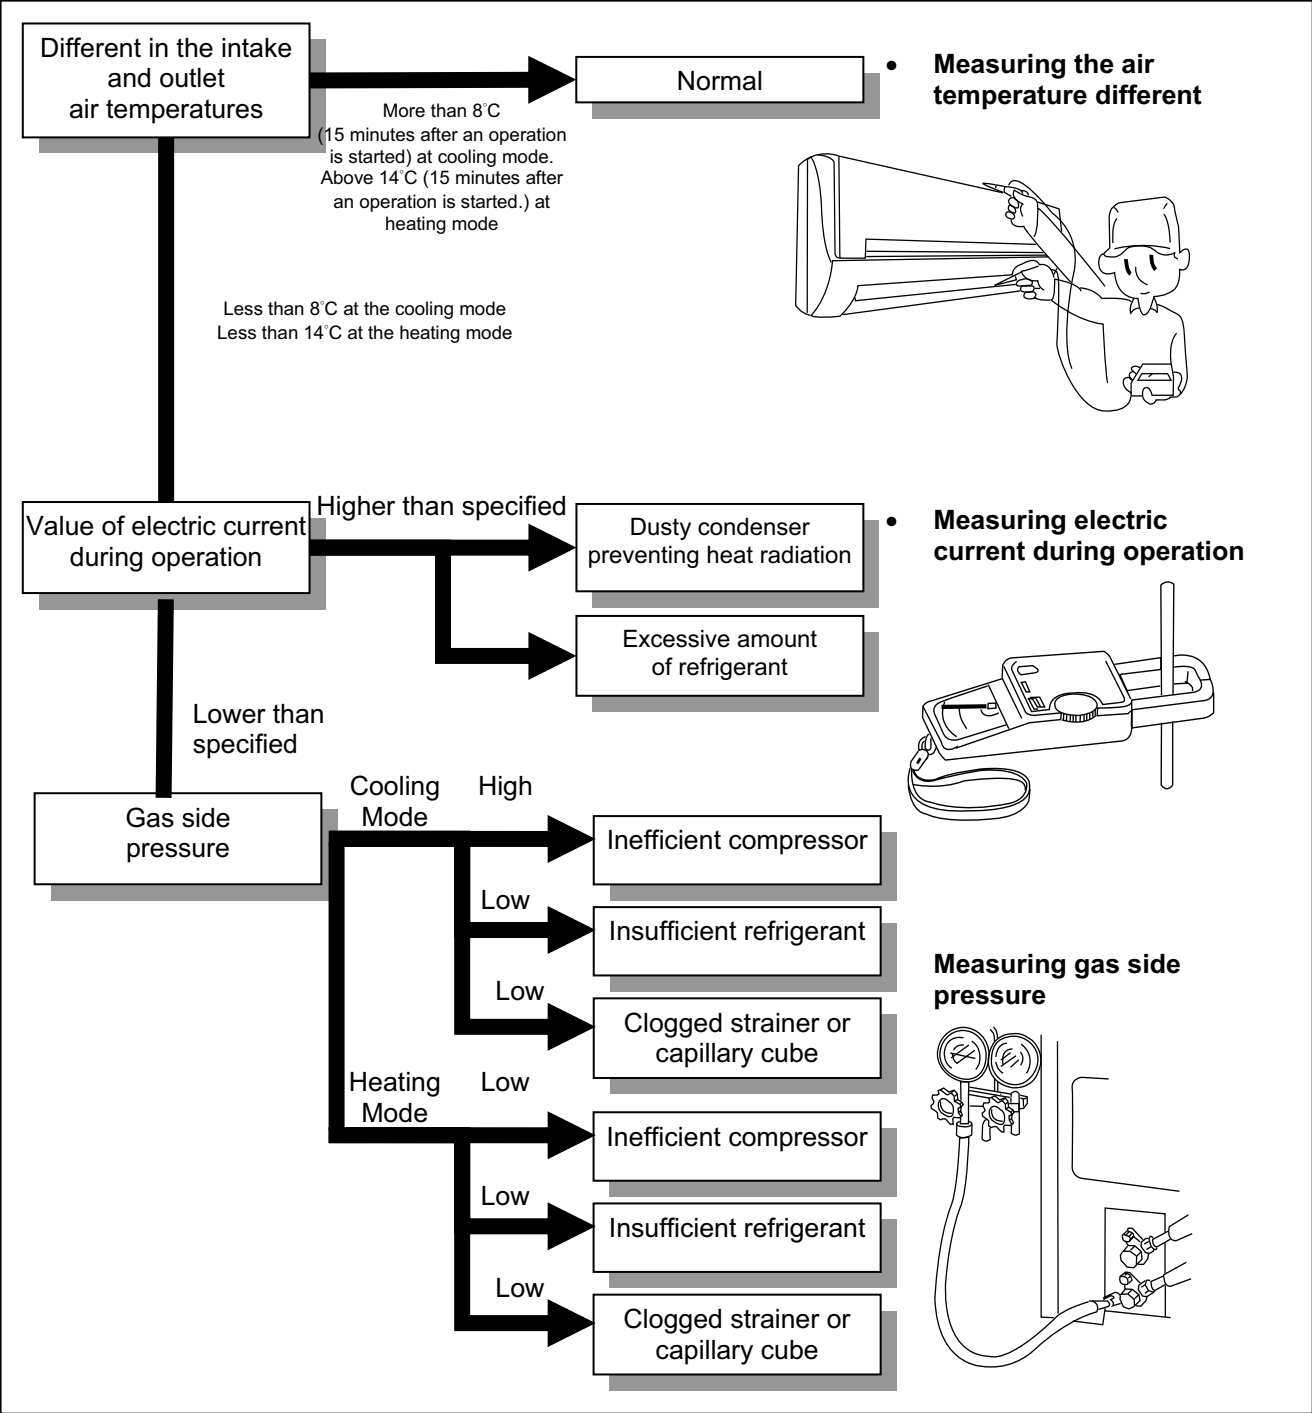 Different in the intake
and outlet
air temperatures
More than 8°C
(15 minutes after an operation
is started) at cooling mode.
Above 14°C (15 minutes after
an operation is started.) at
heating mode
Normal
• Measuring the air
temperature different
Less than 8°C at the cooling mode
Less than 14°C at the heating mode
Value of electric current
during operation
Higher than specified
Dusty condenser
preventing heat radiation
Excessive amount
of refrigerant
• Measuring electric
current during operation
Lower than
specified
Gas side
pressure
Cooling
Mode
High
Inefficient compressor
Low
Insufficient refrigerant
Low
Clogged strainer or
capillary cube
Heating
Mode
Low
Inefficient compressor
Low
Insufficient refrigerant
Low
Clogged strainer or
capillary cube
Measuring gas side
pressure